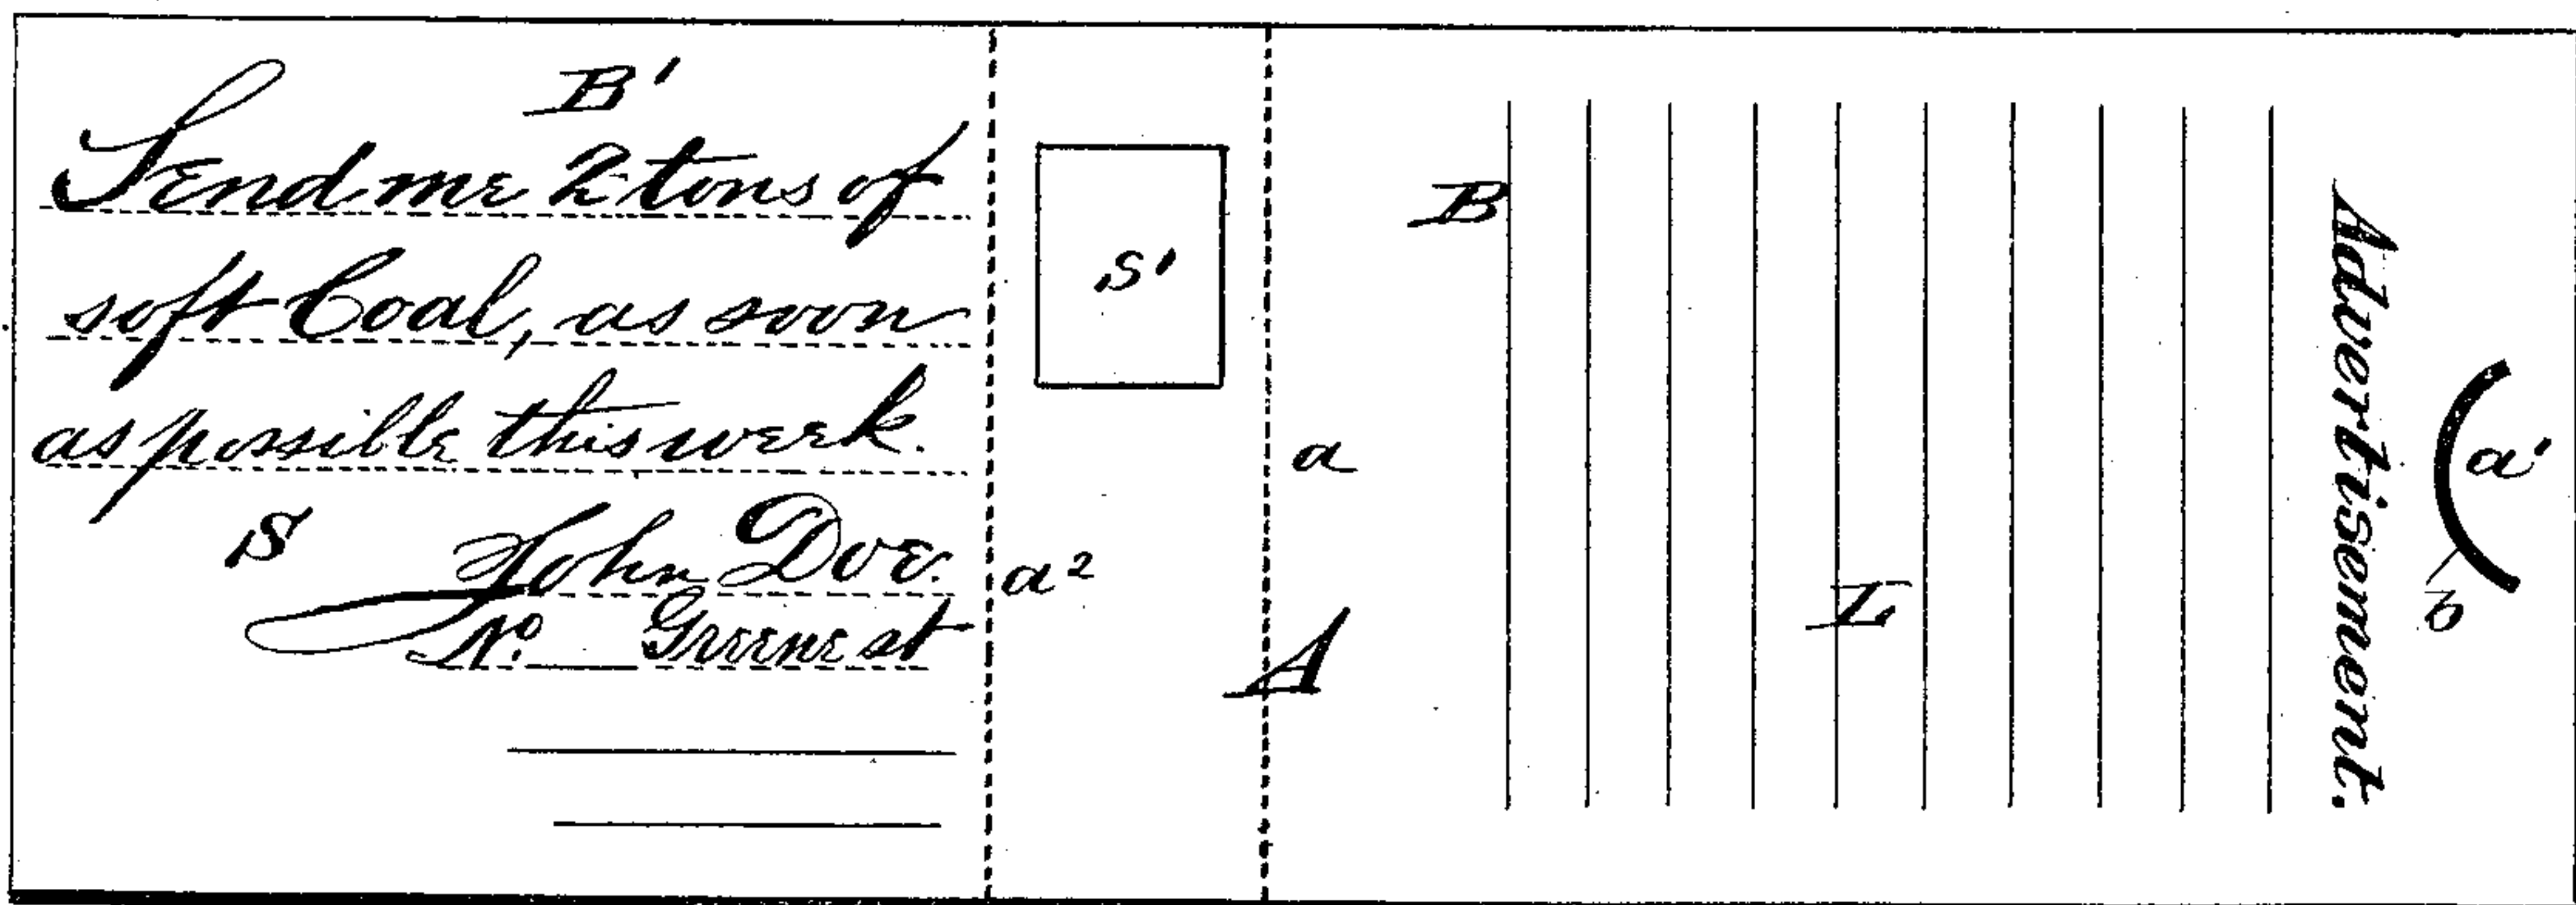 B'
Send me 2 tons of
soft Coal, as soon
as possible this week.
S
John Doe.
No. Greene st
a²
S'
a
A
B
L
Advertisement.
a'
b